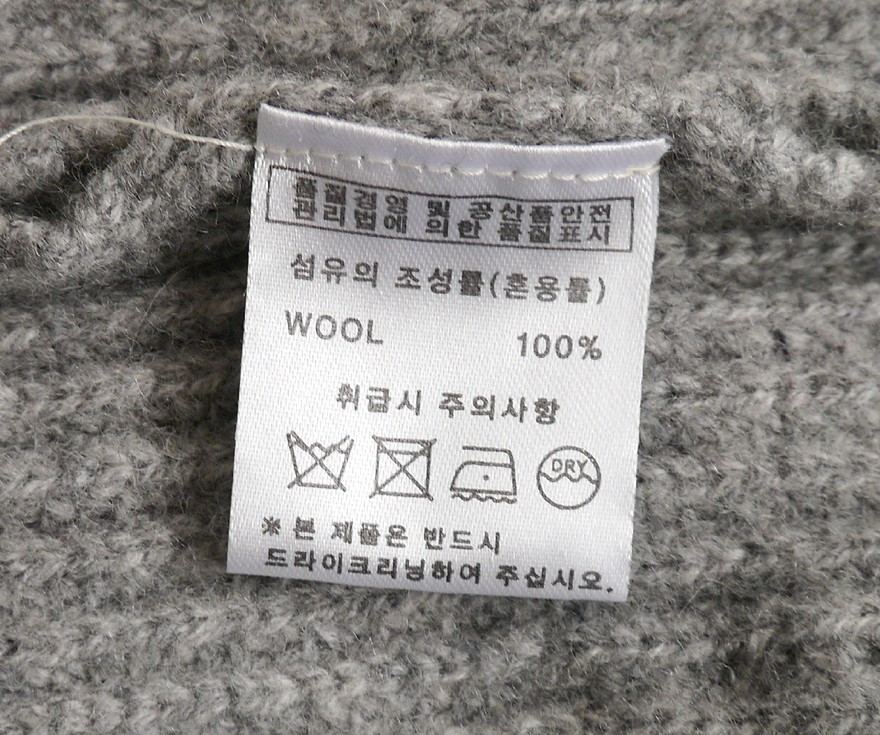 품질경영 및 공산품안전
관리법에 의한 품질표시
섬유의 조성률(혼용률)
WOOL 100%
취급시 주의사항
DRY
※ 본 제품은 반드시
드라이크리닝하여 주십시오.